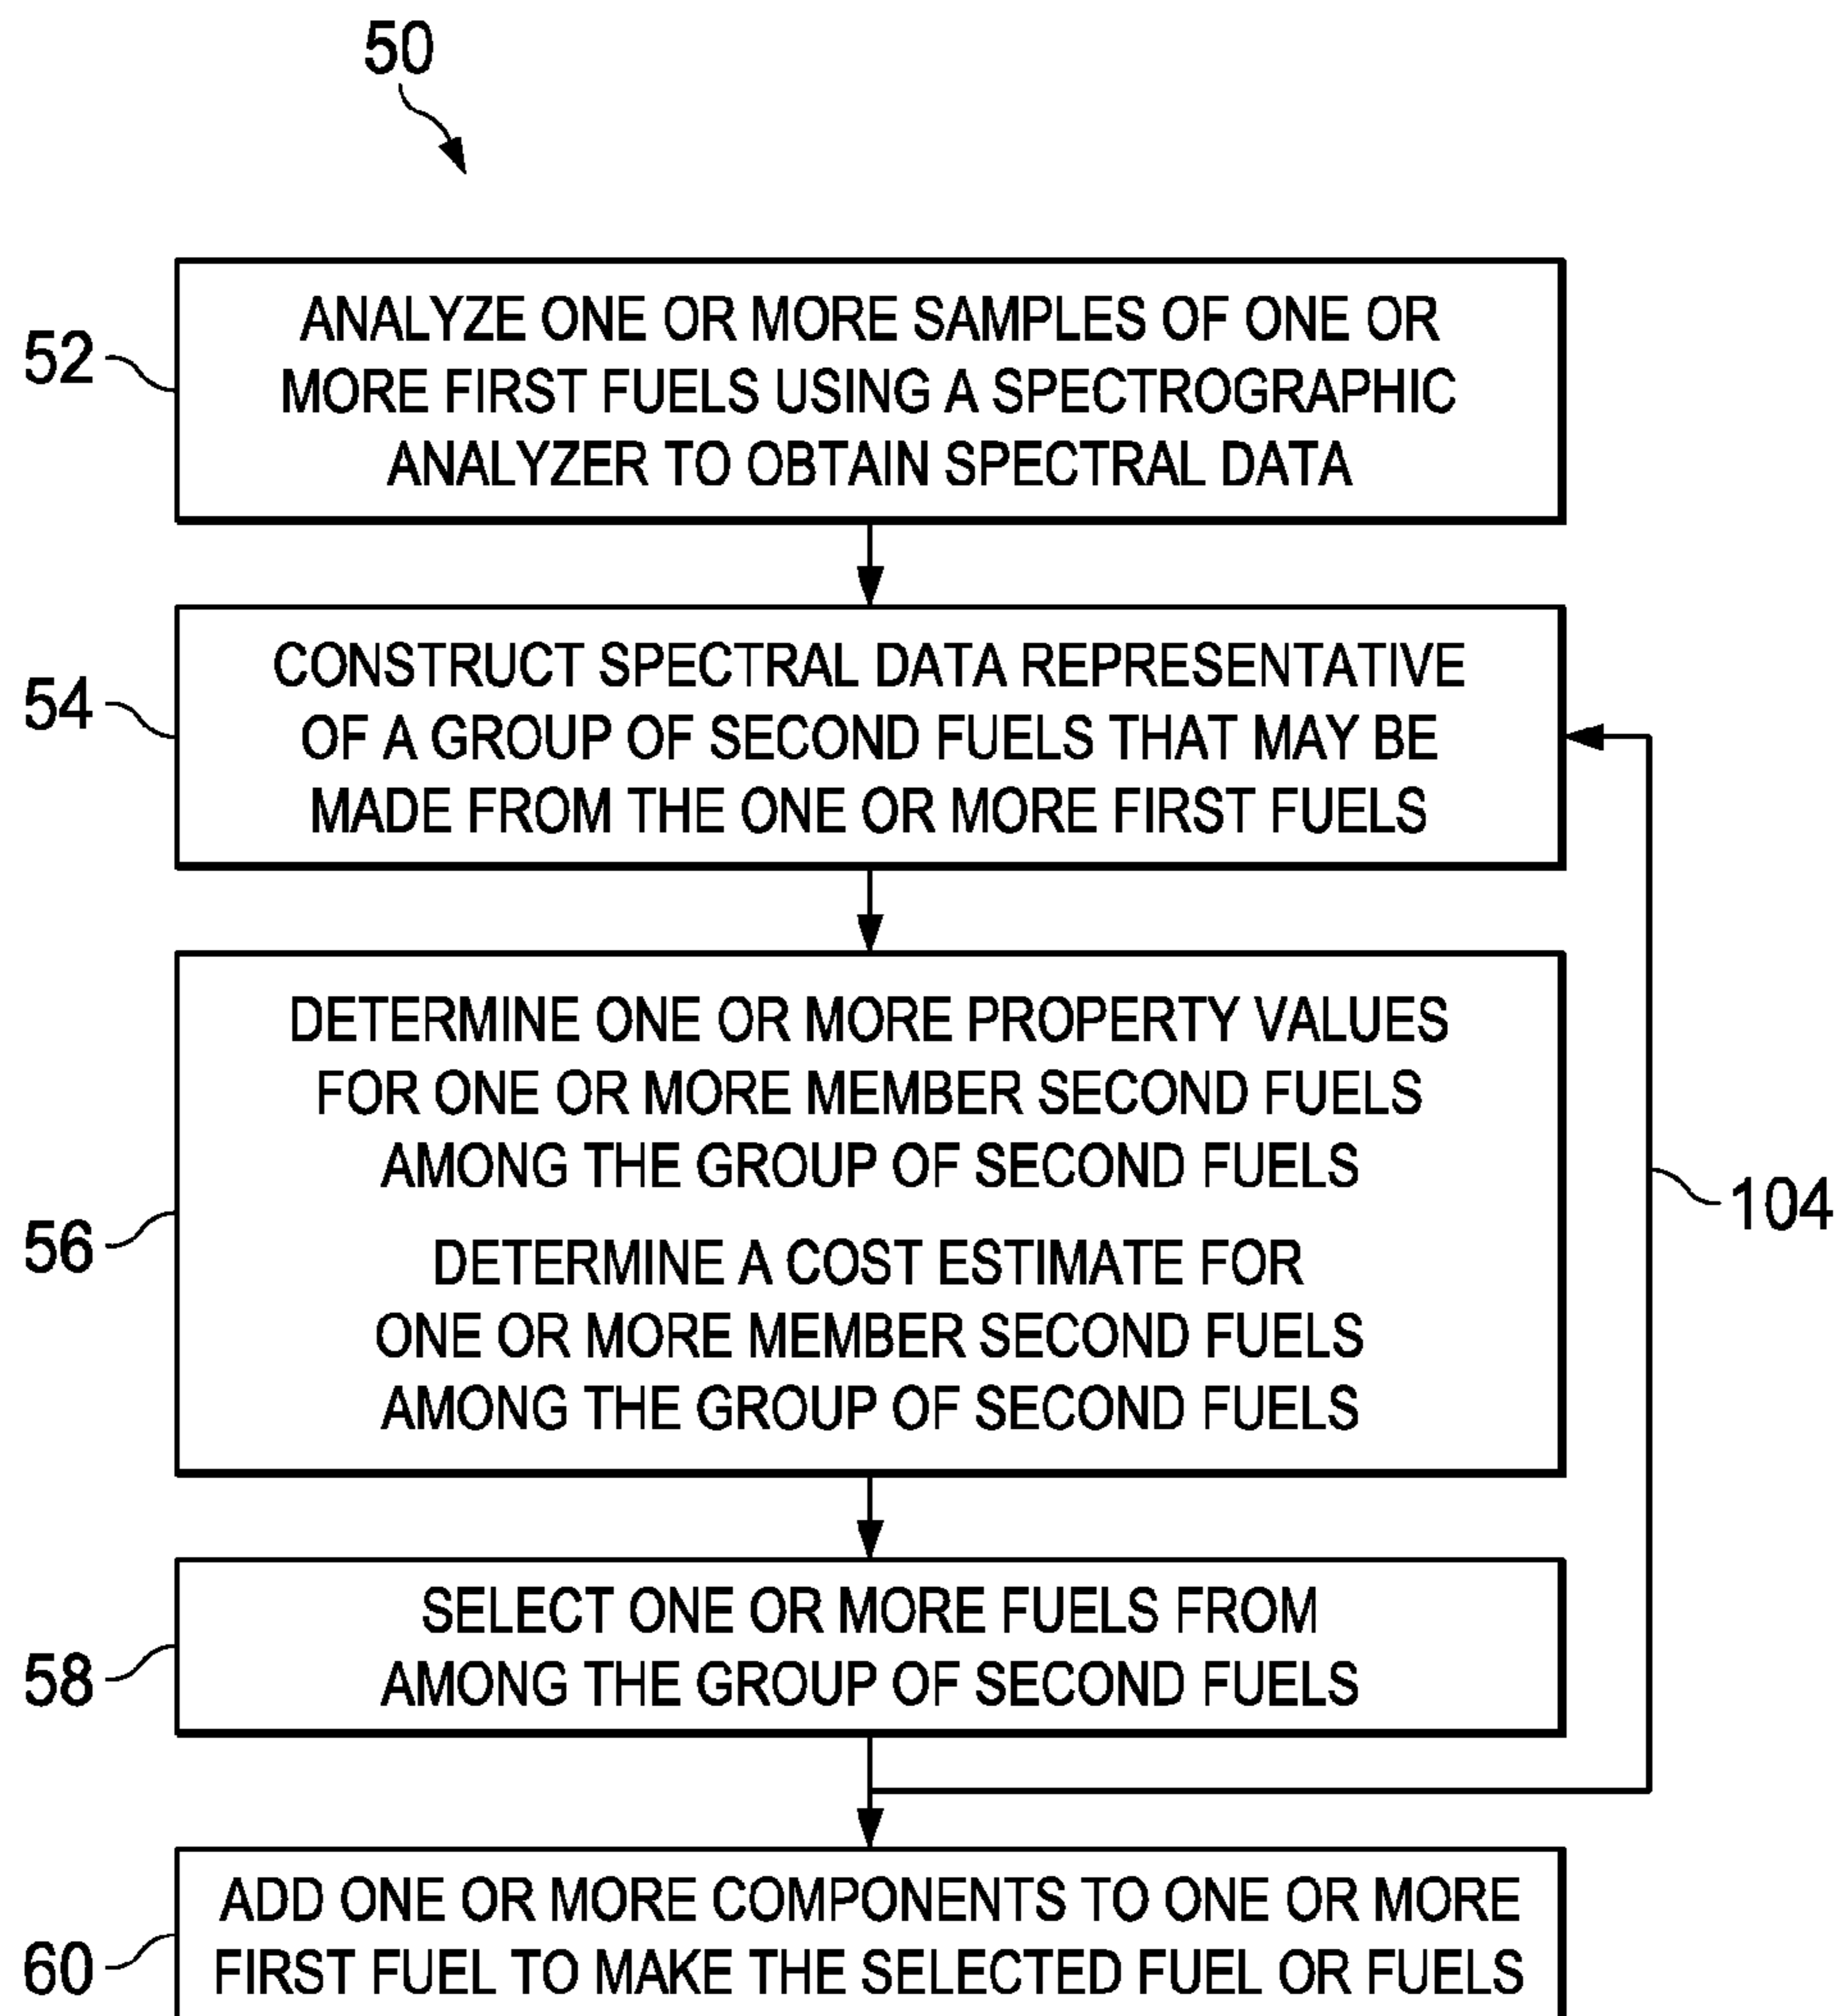 50
52
ANALYZE ONE OR MORE SAMPLES OF ONE OR
MORE FIRST FUELS USING A SPECTROGRAPHIC
ANALYZER TO OBTAIN SPECTRAL DATA
54
CONSTRUCT SPECTRAL DATA REPRESENTATIVE
OF A GROUP OF SECOND FUELS THAT MAY BE
MADE FROM THE ONE OR MORE FIRST FUELS
56
DETERMINE ONE OR MORE PROPERTY VALUES
FOR ONE OR MORE MEMBER SECOND FUELS
AMONG THE GROUP OF SECOND FUELS
DETERMINE A COST ESTIMATE FOR
ONE OR MORE MEMBER SECOND FUELS
AMONG THE GROUP OF SECOND FUELS
104
58
SELECT ONE OR MORE FUELS FROM
AMONG THE GROUP OF SECOND FUELS
60
ADD ONE OR MORE COMPONENTS TO ONE OR MORE
FIRST FUEL TO MAKE THE SELECTED FUEL OR FUELS